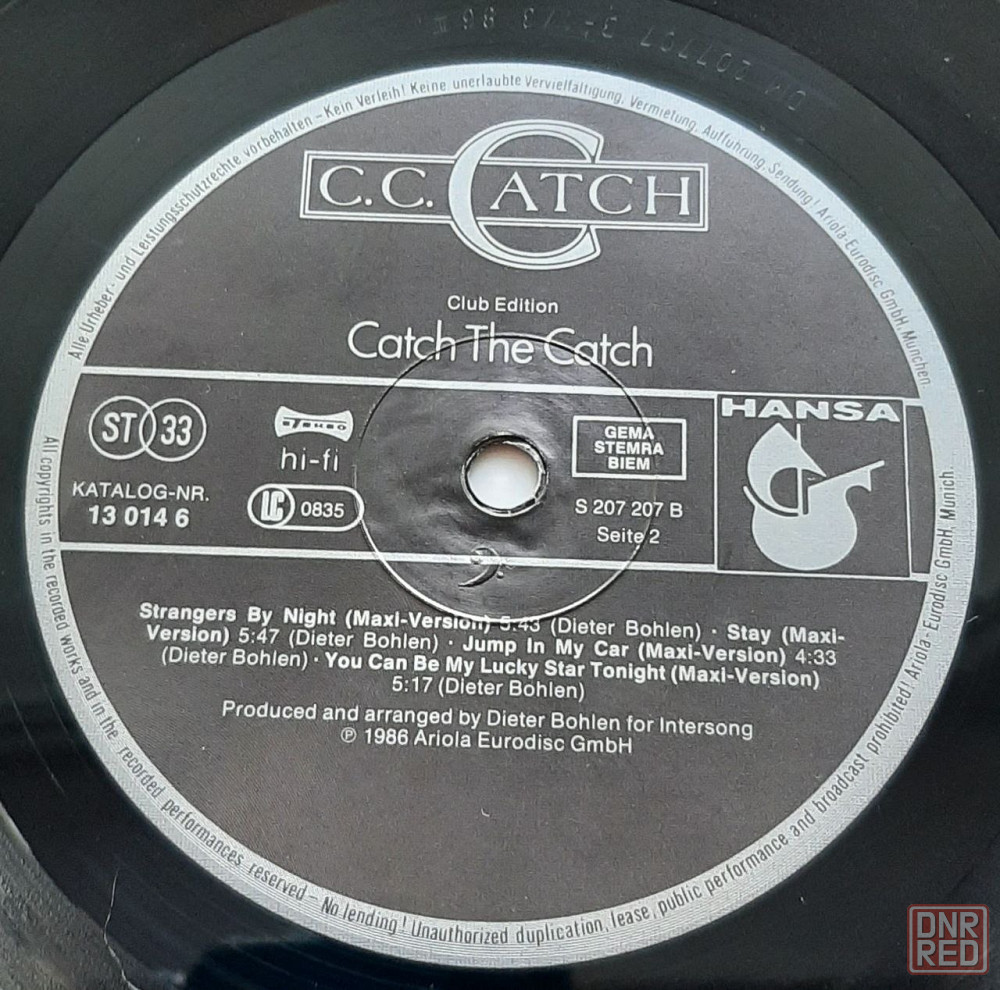 Alle Urheber- und Leistungsschutzrechte vorbehalten – Kein Verleih! Keine unerlaubte Vervielfältigung, Vermietung, Aufführung, Sendung! Ariola-Eurodisc GmbH, München.
C.C. CATCH
Club Edition
Catch The Catch
ST 33
STEREO
hi-fi
KATALOG-NR.
13 014 6
LC 0835
GEMA
STEMRA
BIEM
S 207 207 B
Seite 2
HANSA
Strangers By Night (Maxi-Version) 5:43 (Dieter Bohlen) · Stay (Maxi-
Version) 5:47 (Dieter Bohlen) · Jump In My Car (Maxi-Version) 4:33
(Dieter Bohlen) · You Can Be My Lucky Star Tonight (Maxi-Version)
5:17 (Dieter Bohlen)
Produced and arranged by Dieter Bohlen for Intersong
℗ 1986 Ariola Eurodisc GmbH
All copyrights in the recorded works and in the recorded performances reserved – No lending! Unauthorized duplication, lease, public performance and broadcast prohibited! Ariola-Eurodisc GmbH, Munich.
DNR
RED